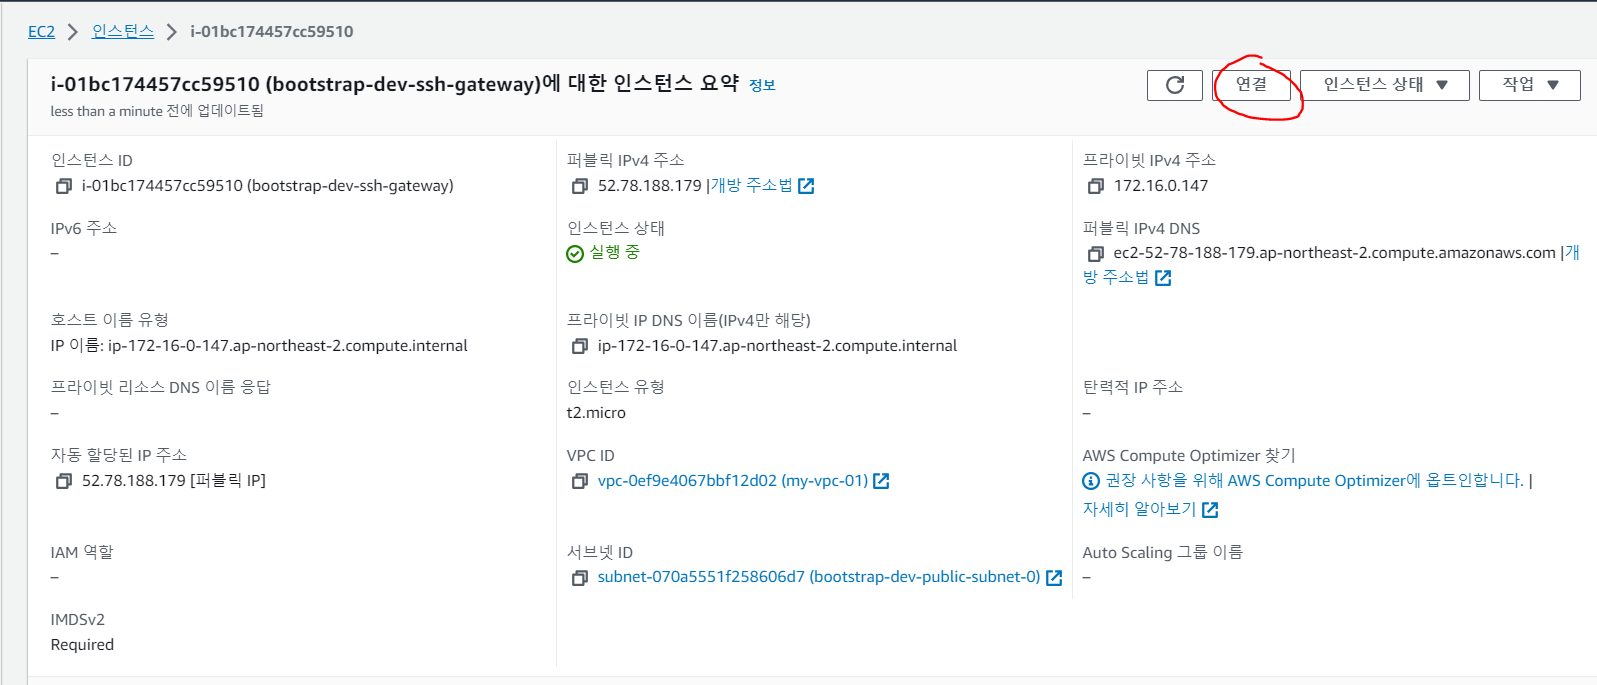 EC2 > 인스턴스 > i-01bc174457cc59510
i-01bc174457cc59510 (bootstrap-dev-ssh-gateway)에 대한 인스턴스 요약 정보
less than a minute 전에 업데이트됨
연결
인스턴스 상태 ▼
작업 ▼
인스턴스 ID
i-01bc174457cc59510 (bootstrap-dev-ssh-gateway)
퍼블릭 IPv4 주소
52.78.188.179 |개방 주소법
프라이빗 IPv4 주소
172.16.0.147
IPv6 주소
–
인스턴스 상태
실행 중
퍼블릭 IPv4 DNS
ec2-52-78-188-179.ap-northeast-2.compute.amazonaws.com |개
방 주소법
호스트 이름 유형
IP 이름: ip-172-16-0-147.ap-northeast-2.compute.internal
프라이빗 IP DNS 이름(IPv4만 해당)
ip-172-16-0-147.ap-northeast-2.compute.internal
프라이빗 리소스 DNS 이름 응답
–
인스턴스 유형
t2.micro
탄력적 IP 주소
–
자동 할당된 IP 주소
52.78.188.179 [퍼블릭 IP]
VPC ID
vpc-0ef9e4067bbf12d02 (my-vpc-01)
AWS Compute Optimizer 찾기
권장 사항을 위해 AWS Compute Optimizer에 옵트인합니다. |
자세히 알아보기
IAM 역할
–
서브넷 ID
subnet-070a5551f258606d7 (bootstrap-dev-public-subnet-0)
Auto Scaling 그룹 이름
–
IMDSv2
Required